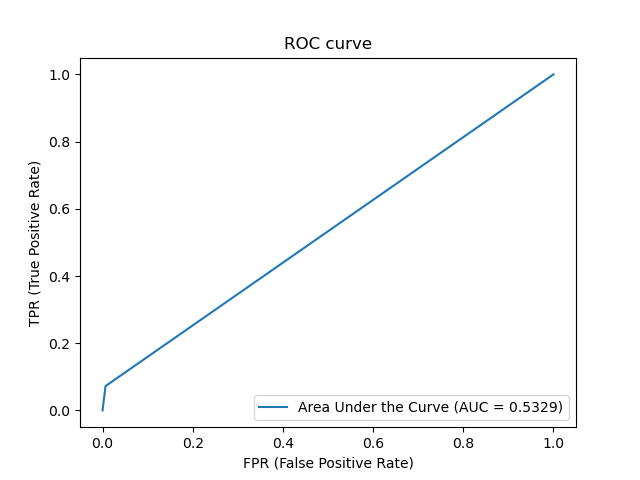 ROC curve
1.0
0.8
0.6
0.4
0.2
0.0
TPR (True Positive Rate)
Area Under the Curve (AUC = 0.5329)
0.0 0.2 0.4 0.6 0.8 1.0
FPR (False Positive Rate)